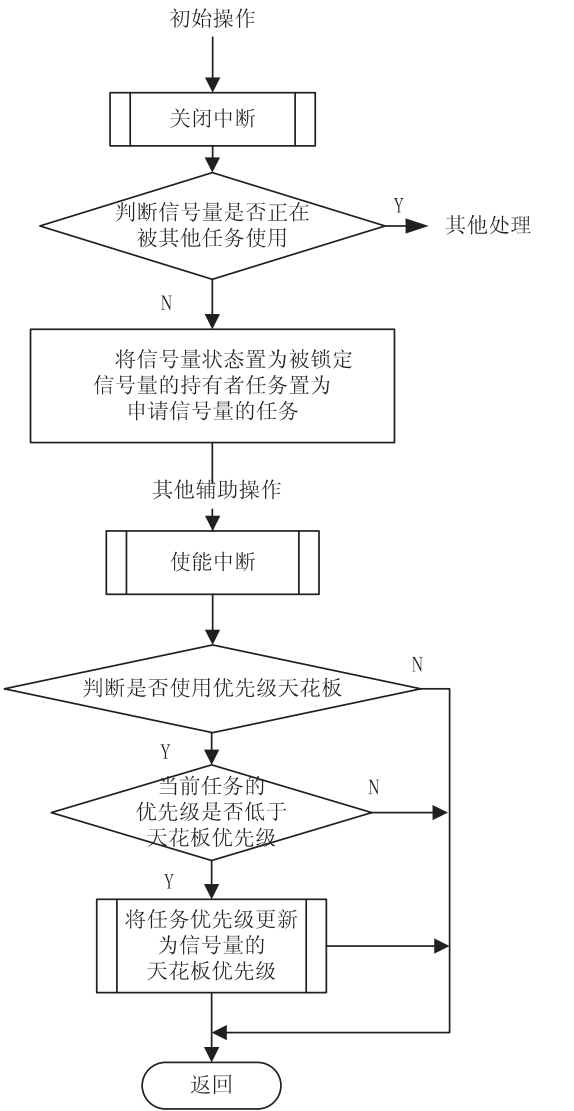 初始操作
关闭中断
判断信号量是否正在
被其他任务使用
Y
其他处理
N
将信号量状态置为被锁定
信号量的持有者任务置为
申请信号量的任务
其他辅助操作
使能中断
判断是否使用优先级天花板
N
Y
当前任务的
优先级是否低于
天花板优先级
N
Y
将任务优先级更新
为信号量的
天花板优先级
返回